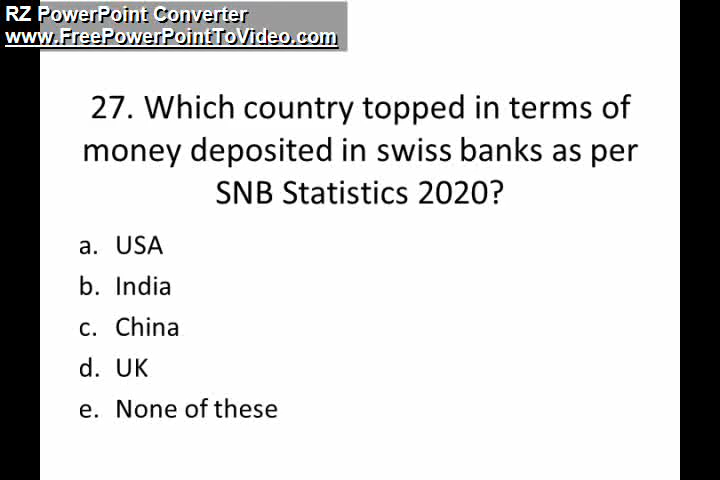 RZ PowerPoint Converter
www.FreePowerPointToVideo.com
27. Which country topped in terms of
money deposited in swiss banks as per
SNB Statistics 2020?
a. USA
b. India
c. China
d. UK
e. None of these